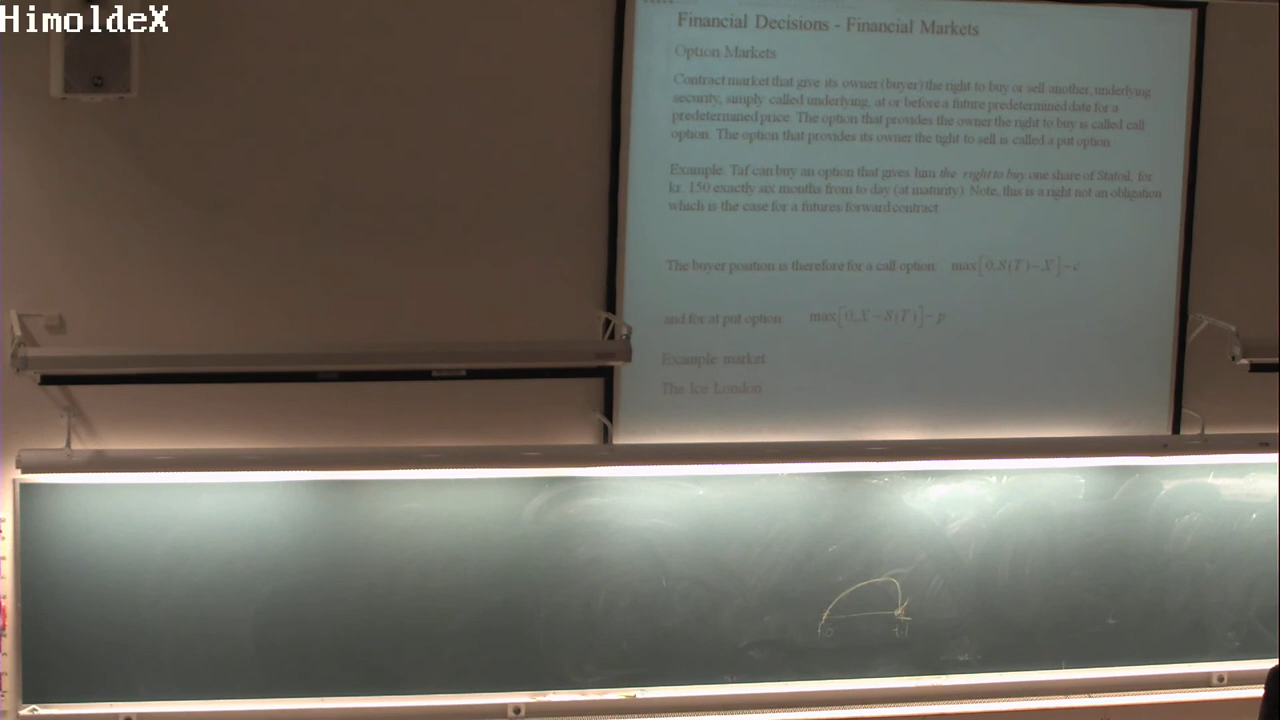 HimoldeX
Financial Decisions - Financial Markets
Option Markets
Contract market that give its owner (buyer) the right to buy or sell another, underlying
security, simply called underlying, at or before a future predetermined date for a
predetermined price. The option that provides the owner the right to buy is called call
option. The option that provides its owner the tight to sell is called a put option.
Example: Taf can buy an option that gives him the right to buy one share of Statoil, for
kr. 150 exactly six months from to day (at maturity). Note, this is a right not an obligation
which is the case for a futures/forward contract.
The buyer position is therefore for a call option: max[0,S(T)-X]-c
and for at put option: max[0,X-S(T)]-p
Example market
The Ice London